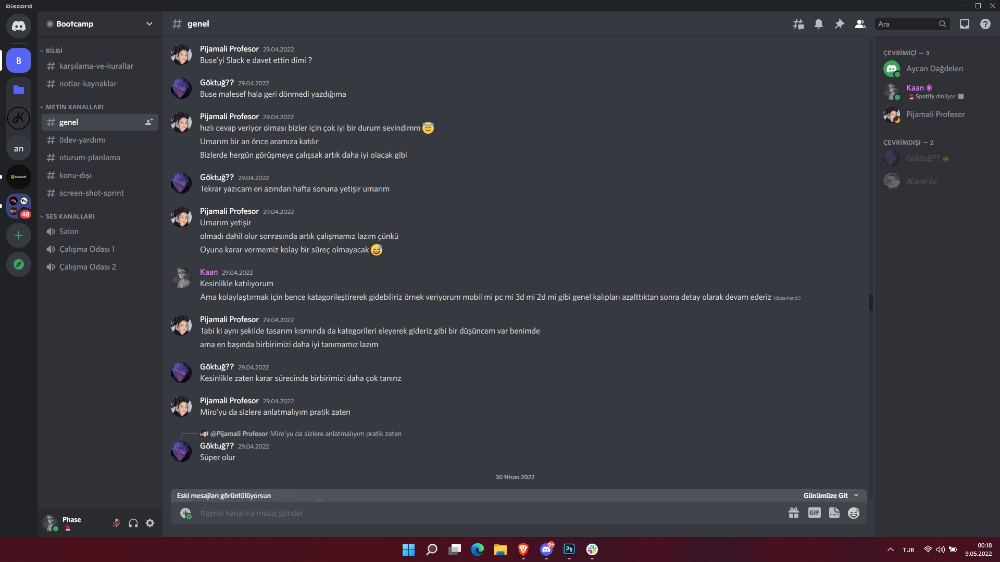 Discord
Bootcamp
genel
Ara
BİLGİ
karşılama-ve-kurallar
notlar-kaynaklar
METİN KANALLARI
genel
ödev-yardımı
oturum-planlama
konu-dışı
screen-shot-sprint
SES KANALLARI
Salon
Çalışma Odası 1
Çalışma Odası 2
B
an
Microsoft
48
Pijamali Profesor 29.04.2022
Buse'yi Slack e davet ettin dimi ?
Göktuğ?? 29.04.2022
Buse malesef hala geri dönmedi yazdığıma
Pijamali Profesor 29.04.2022
hızlı cevap veriyor olması bizler için çok iyi bir durum sevindimm 😇
Umarım bir an önce aramıza katılır
Bizlerde hergün görüşmeye çalışsak artık daha iyi olacak gibi
Göktuğ?? 29.04.2022
Tekrar yazıcam en azından hafta sonuna yetişir umarım
Pijamali Profesor 29.04.2022
Umarım yetişir
olmadı dahil olur sonrasında artık çalışmamız lazım çünkü
Oyuna karar vermemiz kolay bir süreç olmayacak 😅
Kaan 29.04.2022
Kesinlikle katılıyorum
Ama kolaylaştırmak için bence katagorileştirerek gidebiliriz örnek veriyorum mobil mi pc mi 3d mi 2d mi gibi genel kalıpları azalttıktan sonra detay olarak devam ederiz (düzenlendi)
Pijamali Profesor 29.04.2022
Tabi ki aynı şekilde tasarım kısmında da kategorileri eleyerek gideriz gibi bir düşüncem var benimde
ama en başında birbirimizi daha iyi tanımamız lazım
Göktuğ?? 29.04.2022
Kesinlikle zaten karar sürecinde birbirimizi daha çok tanırız
Pijamali Profesor 29.04.2022
Miro'yu da sizlere anlatmalıyım pratik zaten
@Pijamali Profesor Miro'yu da sizlere anlatmalıyım pratik zaten
Göktuğ?? 29.04.2022
Süper olur
30 Nisan 2022
Eski mesajları görüntülüyorsun
Günümüze Git
#genel kanalına mesaj gönder
GIF
ÇEVRİMİÇİ — 3
Aycan Dağdelen
Kaan
Spotify dinliyor
Pijamali Profesor
ÇEVRİMDIŞI — 2
Göktuğ??
𝓚𝓪𝔀𝓲𝓮
Phase
9+
Ps
TUR
00:18
9.05.2022